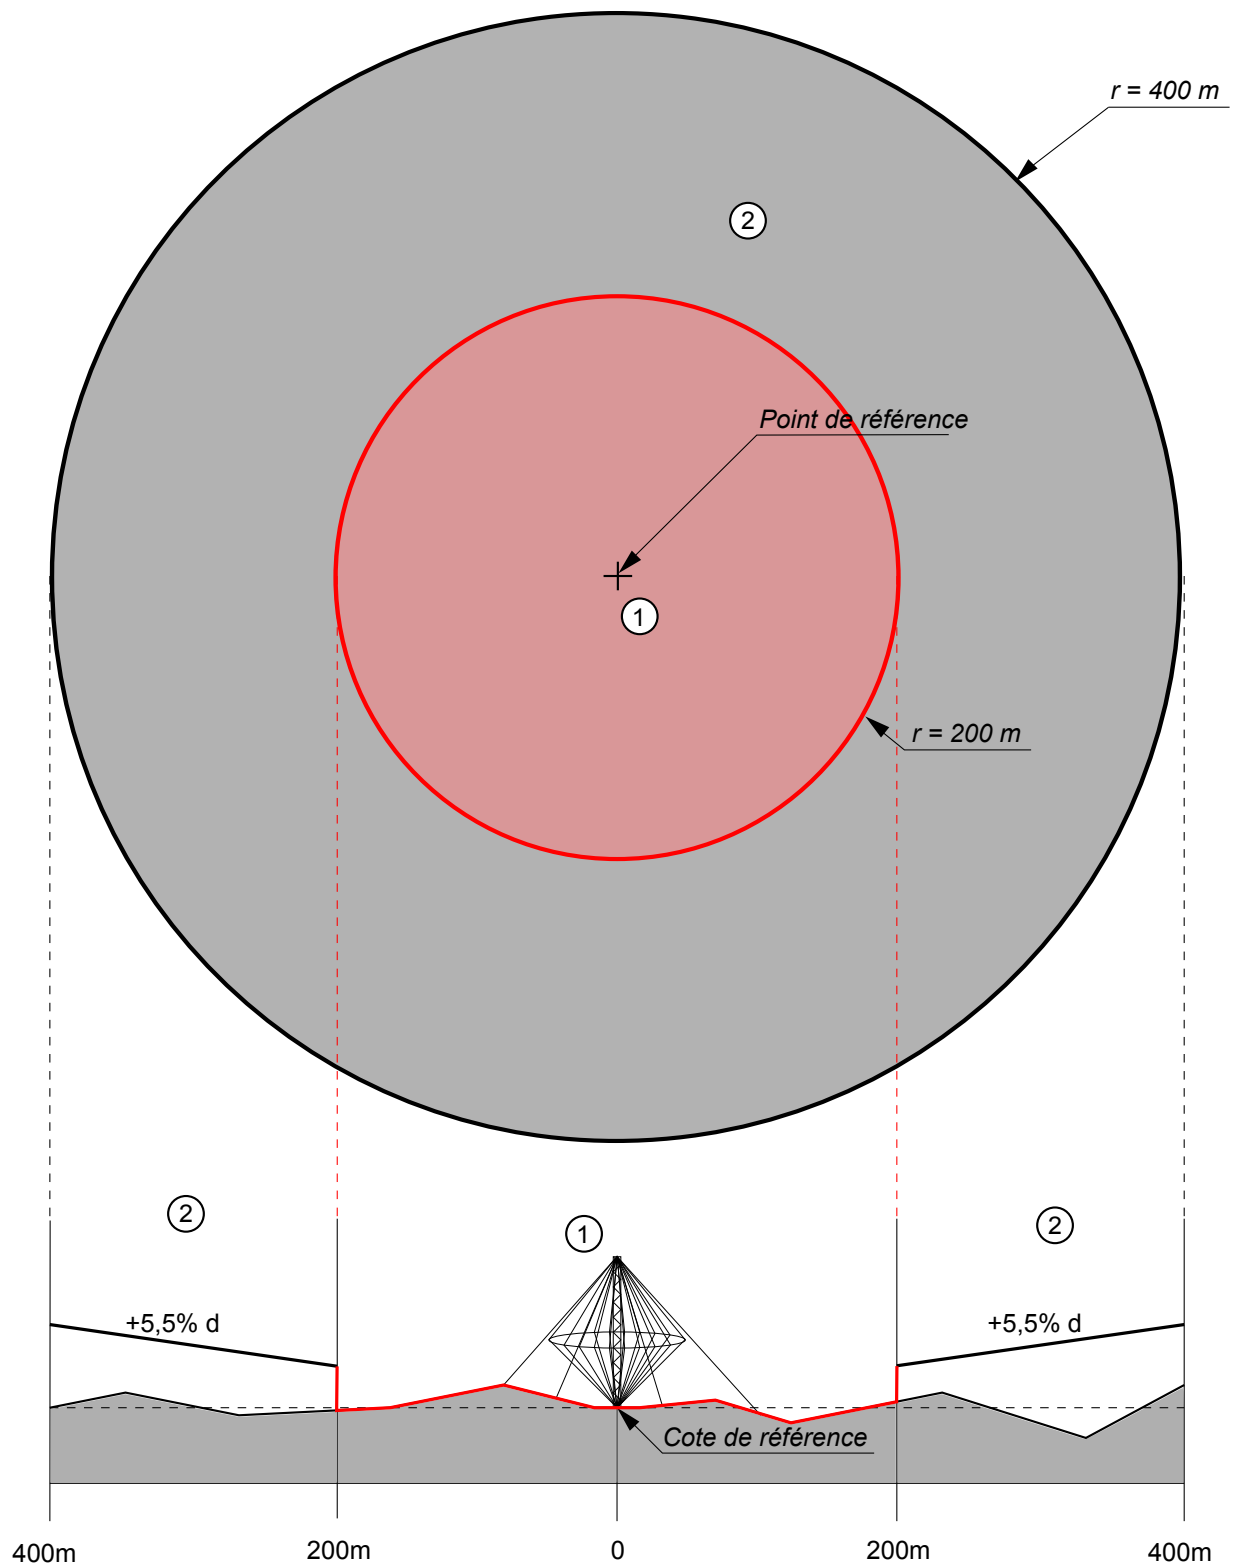 r = 400 m
2
Point de référence
1
r = 200 m
2
1
2
+5,5% d
+5,5% d
Cote de référence
400m
200m
0
200m
400m